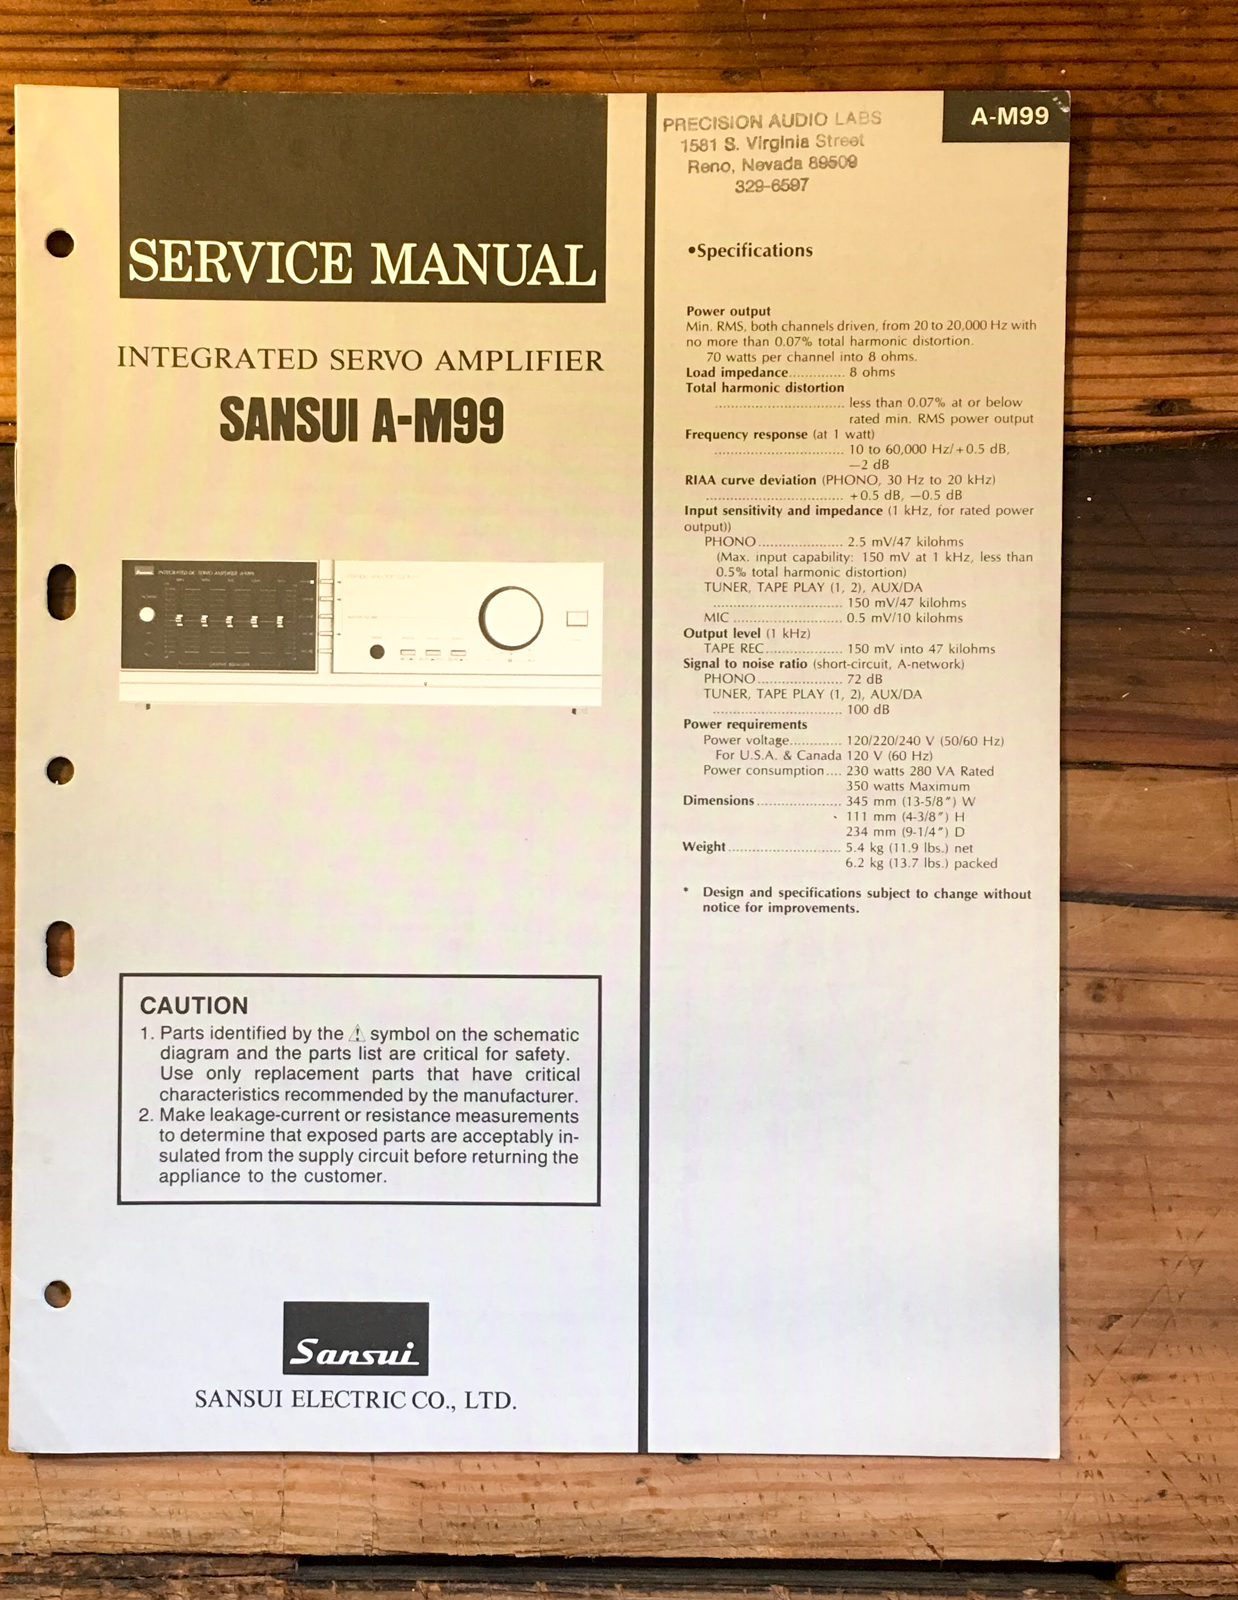 SERVICE MANUAL
INTEGRATED SERVO AMPLIFIER
SANSUI A-M99
Sansui
CAUTION
1. Parts identified by the ⚠ symbol on the schematic
diagram and the parts list are critical for safety.
Use only replacement parts that have critical
characteristics recommended by the manufacturer.
2. Make leakage-current or resistance measurements
to determine that exposed parts are acceptably in-
sulated from the supply circuit before returning the
appliance to the customer.
Sansui
SANSUI ELECTRIC CO., LTD.
A-M99
PRECISION AUDIO LABS
1581 S. Virginia Street
Reno, Nevada 89509
329-6597
•Specifications
Power output
Min. RMS, both channels driven, from 20 to 20,000 Hz with
no more than 0.07% total harmonic distortion.
70 watts per channel into 8 ohms.
Load impedance............. 8 ohms
Total harmonic distortion
................................ less than 0.07% at or below
rated min. RMS power output
Frequency response (at 1 watt)
................................ 10 to 60,000 Hz/+0.5 dB,
—2 dB
RIAA curve deviation (PHONO, 30 Hz to 20 kHz)
.................................. +0.5 dB, —0.5 dB
Input sensitivity and impedance (1 kHz, for rated power
output))
PHONO..................... 2.5 mV/47 kilohms
(Max. input capability: 150 mV at 1 kHz, less than
0.5% total harmonic distortion)
TUNER, TAPE PLAY (1, 2), AUX/DA
................................ 150 mV/47 kilohms
MIC ........................... 0.5 mV/10 kilohms
Output level (1 kHz)
TAPE REC................... 150 mV into 47 kilohms
Signal to noise ratio (short-circuit, A-network)
PHONO..................... 72 dB
TUNER, TAPE PLAY (1, 2), AUX/DA
................................ 100 dB
Power requirements
Power voltage............. 120/220/240 V (50/60 Hz)
For U.S.A. & Canada 120 V (60 Hz)
Power consumption.... 230 watts 280 VA Rated
350 watts Maximum
Dimensions..................... 345 mm (13-5/8″) W
111 mm (4-3/8″) H
234 mm (9-1/4″) D
Weight............................ 5.4 kg (11.9 lbs.) net
6.2 kg (13.7 lbs.) packed
* Design and specifications subject to change without
notice for improvements.